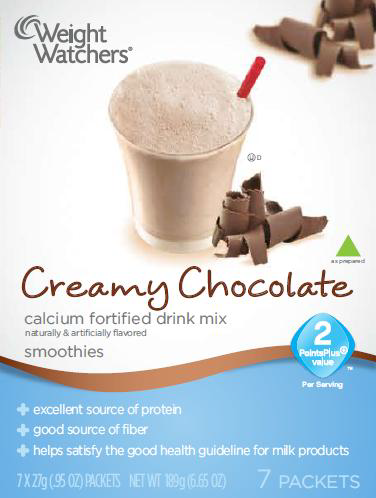 Weight
Watchers®
D
as prepared
Creamy Chocolate
calcium fortified drink mix
naturally & artificially flavored
smoothies
2
PointsPlus
value
™
Per Serving
excellent source of protein
good source of fiber
helps satisfy the good health guideline for milk products
7 X 27g (.95 OZ) PACKETS NET WT 189g (6.65 OZ)
7 PACKETS